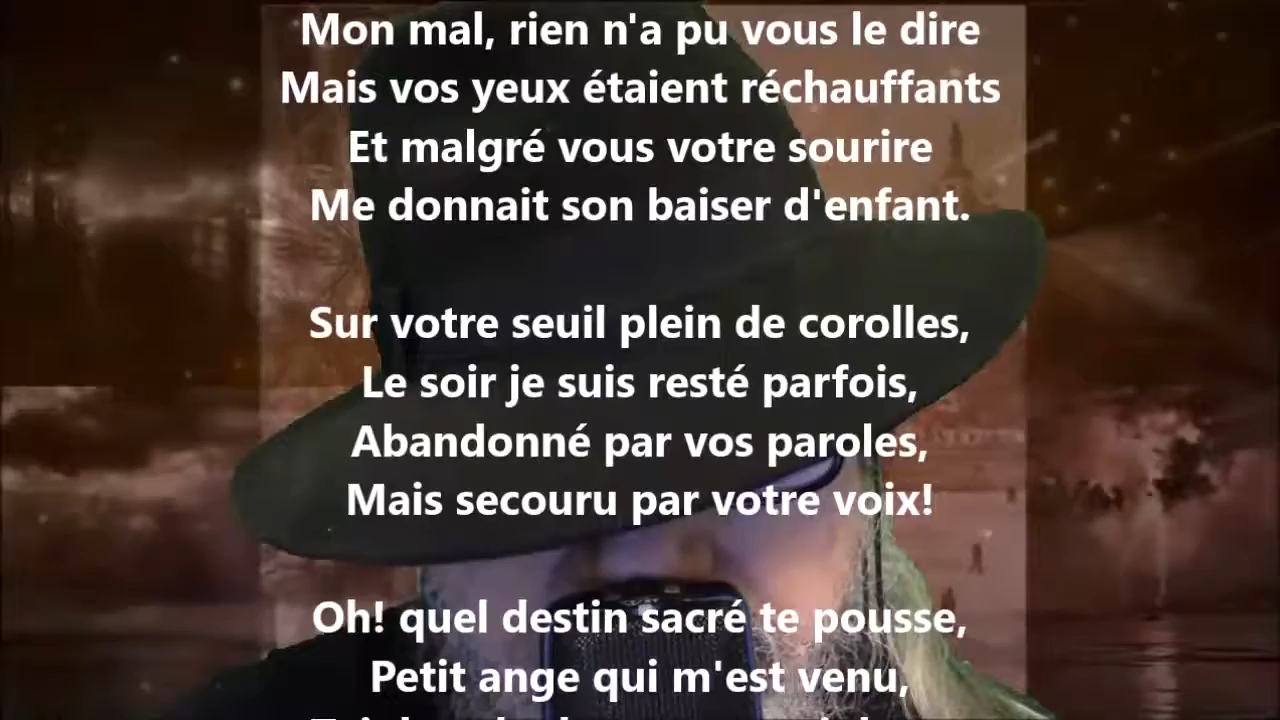 Mon mal, rien n'a pu vous le dire
Mais vos yeux étaient réchauffants
Et malgré vous votre sourire
Me donnait son baiser d'enfant.
Sur votre seuil plein de corolles,
Le soir je suis resté parfois,
Abandonné par vos paroles,
Mais secouru par votre voix!
Oh! quel destin sacré te pousse,
Petit ange qui m'est venu,